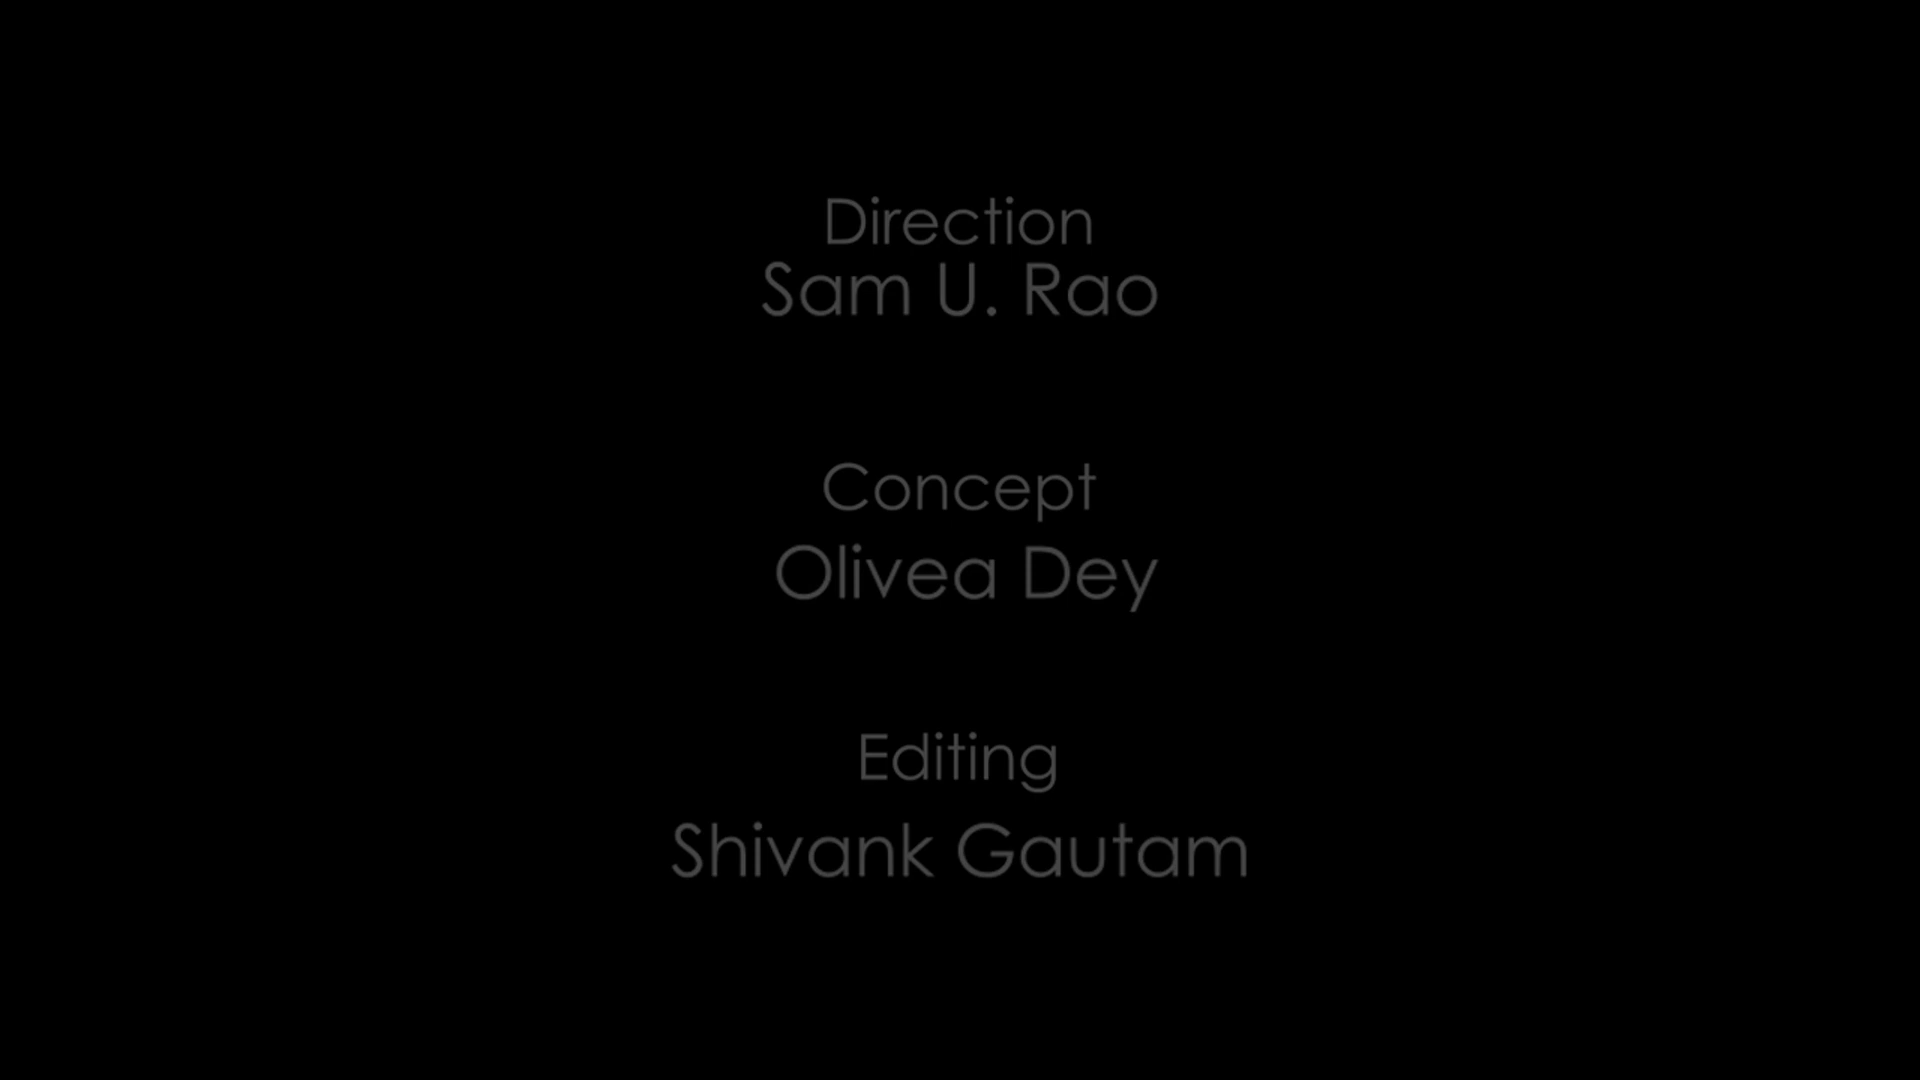 Direction
Sam U. Rao
Concept
Olivea Dey
Editing
Shivank Gautam